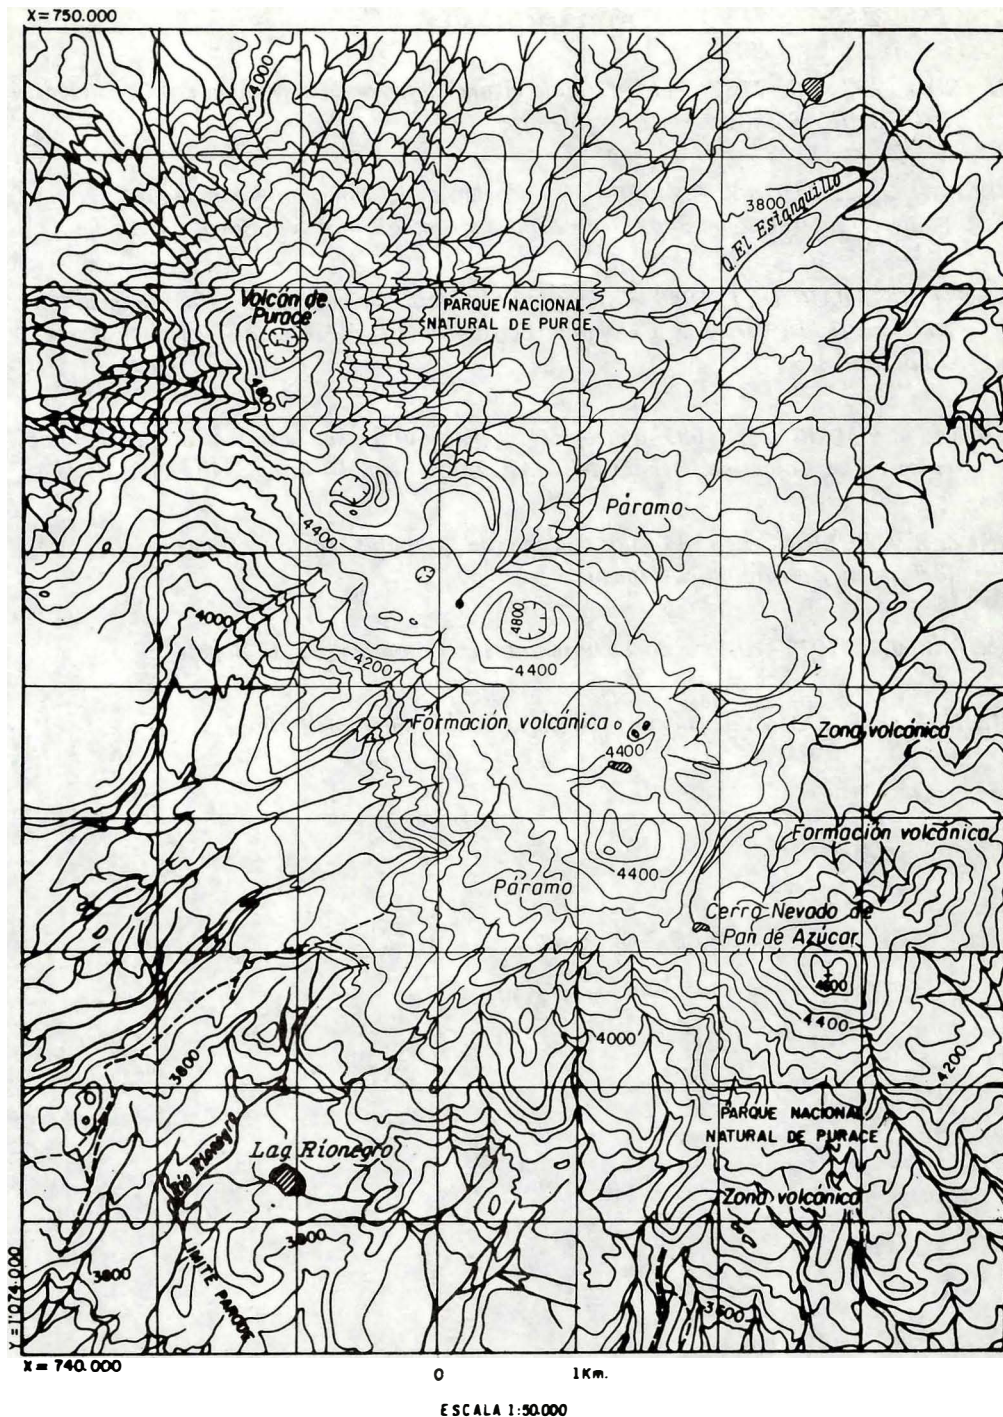 X = 750.000
4000
3800
Q. El Estanquillo
Volcán de
Puracé
PARQUE NACIONAL
NATURAL DE PURCE
4800
4400
Páramo
4000
4800
4200
4400
Formación volcánica
4400
Zona volcánica
Formación volcánica
4400
Páramo
Cerro Nevado de
Pan de Azúcar
4400
4000
3800
4200
PARQUE NACIONAL
NATURAL DE PURACE
Río Rionegro
Lag Ríonegro
Zona volcánica
3800
3800
LIMITE PARQUE
3600
Y = 1'074.000
X = 740.000
0 1Km.
ESCALA 1:50.000